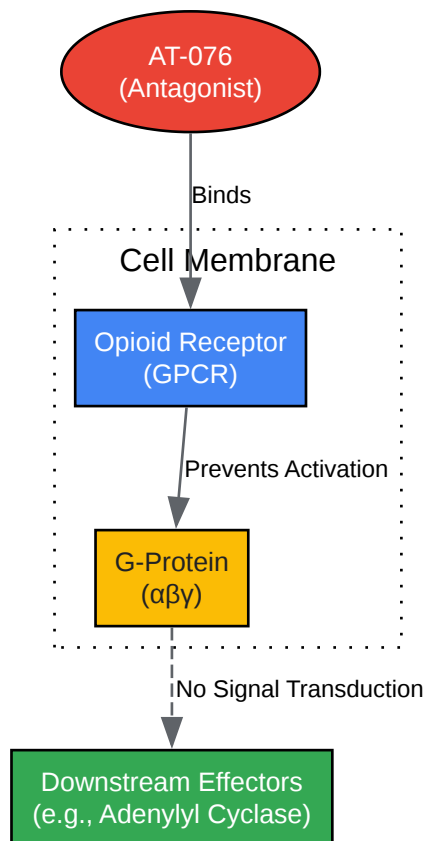 AT-076
(Antagonist)
Binds
Cell Membrane
Opioid Receptor
(GPCR)
Prevents Activation
G-Protein
(αβγ)
No Signal Transduction
Downstream Effectors
(e.g., Adenylyl Cyclase)